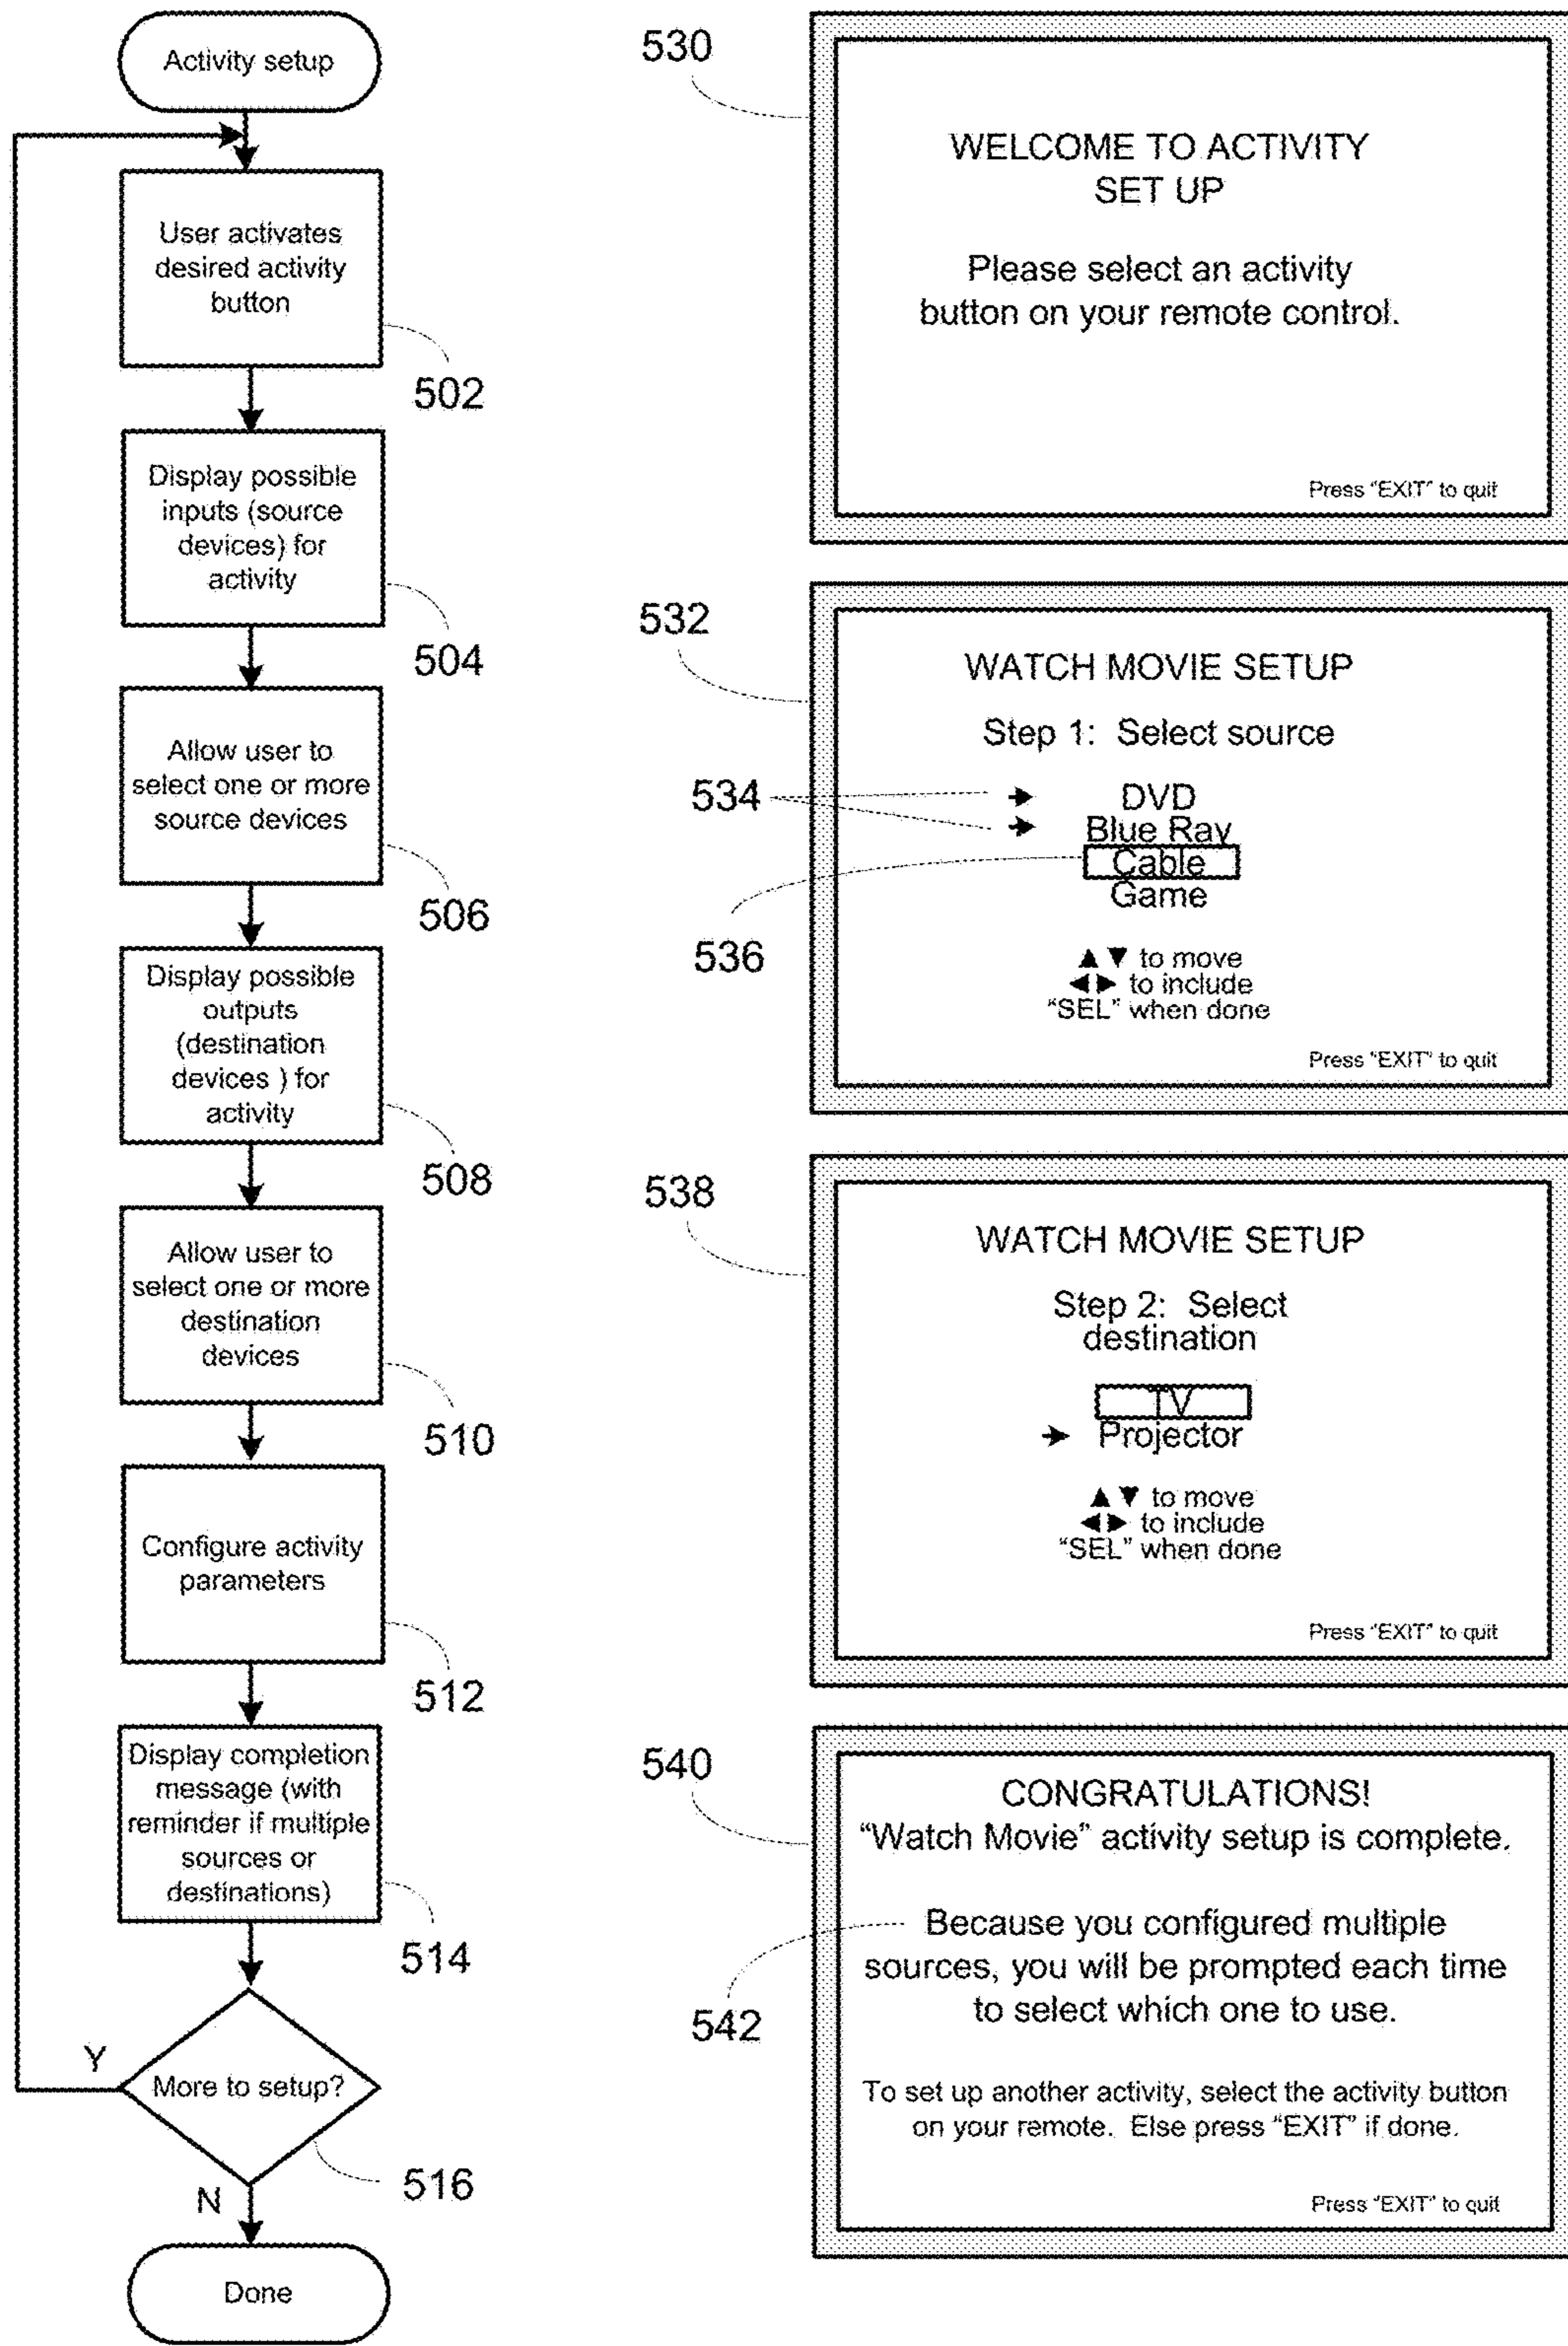 Activity setup
User activates
desired activity
button
502
Display possible
inputs (source
devices) for
activity
504
Allow user to
select one or more
source devices
506
Display possible
outputs
(destination
devices ) for
activity
508
Allow user to
select one or more
destination
devices
510
Configure activity
parameters
512
Display completion
message (with
reminder if multiple
sources or
destinations)
514
More to setup?
Y
516
N
Done
530
WELCOME TO ACTIVITY
SET UP
Please select an activity
button on your remote control.
Press "EXIT" to quit
532
WATCH MOVIE SETUP
Step 1: Select source
534
DVD
Blue Ray
Cable
Game
536
▲ ▼ to move
◀ ▶ to include
“SEL” when done
Press "EXIT" to quit
538
WATCH MOVIE SETUP
Step 2: Select
destination
TV
Projector
▲ ▼ to move
◀ ▶ to include
“SEL” when done
Press "EXIT" to quit
540
CONGRATULATIONS!
“Watch Movie” activity setup is complete.
Because you configured multiple
sources, you will be prompted each time
to select which one to use.
542
To set up another activity, select the activity button
on your remote. Else press “EXIT” if done.
Press "EXIT" to quit